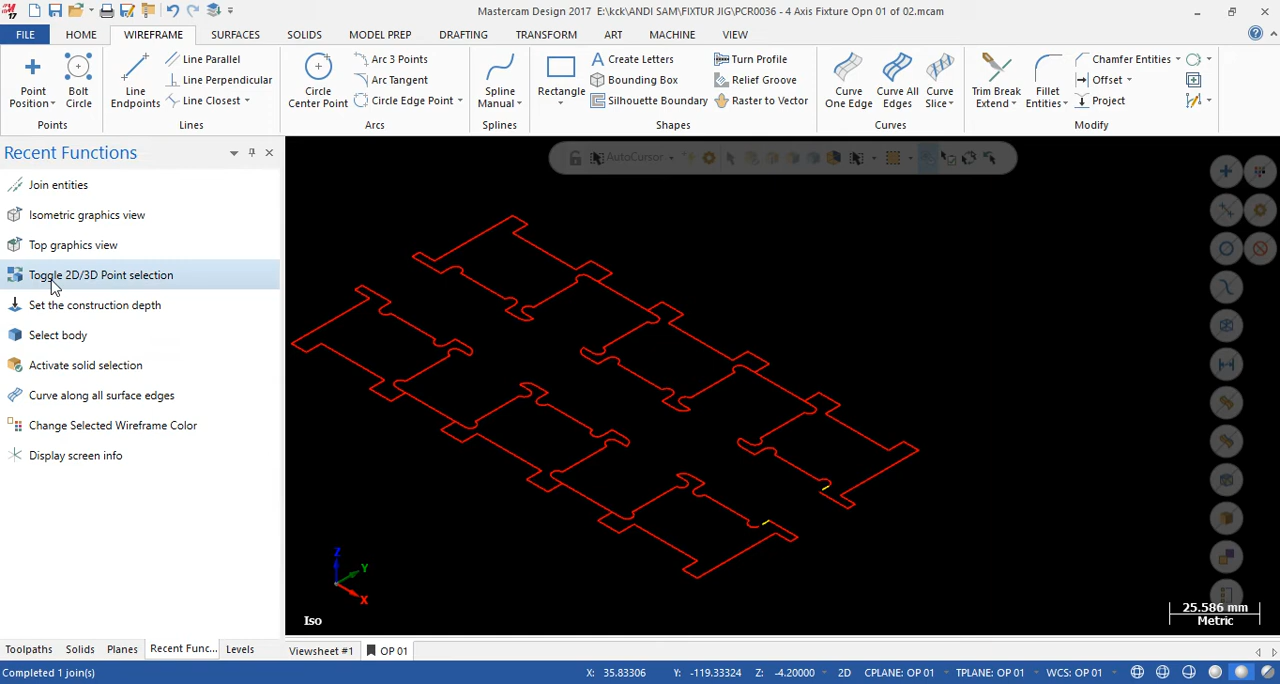 17
Mastercam Design 2017  E:\kck\ANDI SAM\FIXTUR JIG\PCR0036 - 4 Axis Fixture Opn 01 of 02.mcam
FILE HOME WIREFRAME SURFACES SOLIDS MODEL PREP DRAFTING TRANSFORM ART MACHINE VIEW
Point Position
Bolt Circle
Points
Line Endpoints
Line Parallel
Line Perpendicular
Line Closest
Lines
Circle Center Point
Arc 3 Points
Arc Tangent
Circle Edge Point
Arcs
Spline Manual
Splines
Rectangle
Create Letters
Bounding Box
Silhouette Boundary
Turn Profile
Relief Groove
Raster to Vector
Shapes
Curve One Edge
Curve All Edges
Curve Slice
Curves
Trim Break Extend
Fillet Entities
Chamfer Entities
Offset
Project
Modify
Recent Functions
AutoCursor
Join entities
Isometric graphics view
Top graphics view
Toggle 2D/3D Point selection
Set the construction depth
Select body
Activate solid selection
Curve along all surface edges
Change Selected Wireframe Color
Display screen info
Z
Y
X
Iso
25.586 mm
Metric
Toolpaths Solids Planes Recent Func... Levels Viewsheet #1 OP 01
Completed 1 join(s) X: 35.83306 Y: -119.33324 Z: -4.20000 2D CPLANE: OP 01 TPLANE: OP 01 WCS: OP 01